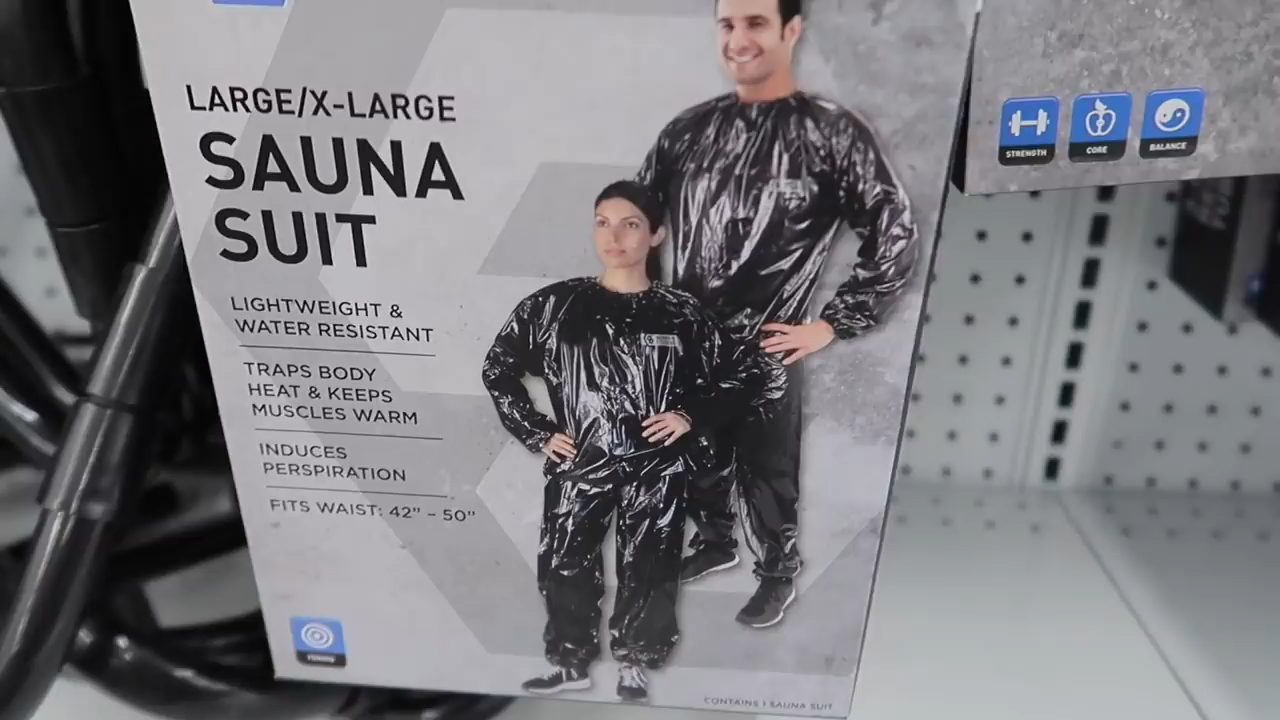 LARGE/X-LARGE
SAUNA
SUIT
LIGHTWEIGHT &
WATER RESISTANT
TRAPS BODY
HEAT & KEEPS
MUSCLES WARM
INDUCES
PERSPIRATION
FITS WAIST: 42" - 50"
CONTAINS 1 SAUNA SUIT
STRENGTH
CORE
BALANCE